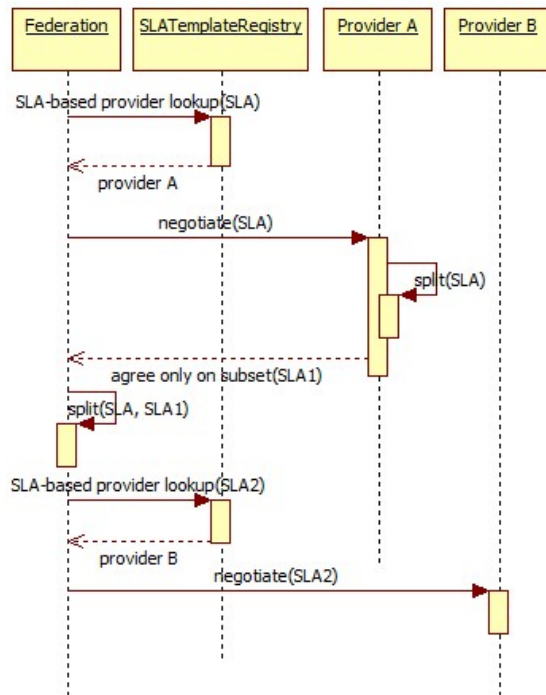 Federation
SLATemplateRegistry
Provider A
Provider B
SLA-based provider lookup(SLA)
provider A
negotiate(SLA)
split(SLA)
agree only on subset(SLA1)
split(SLA, SLA1)
SLA-based provider lookup(SLA2)
provider B
negotiate(SLA2)